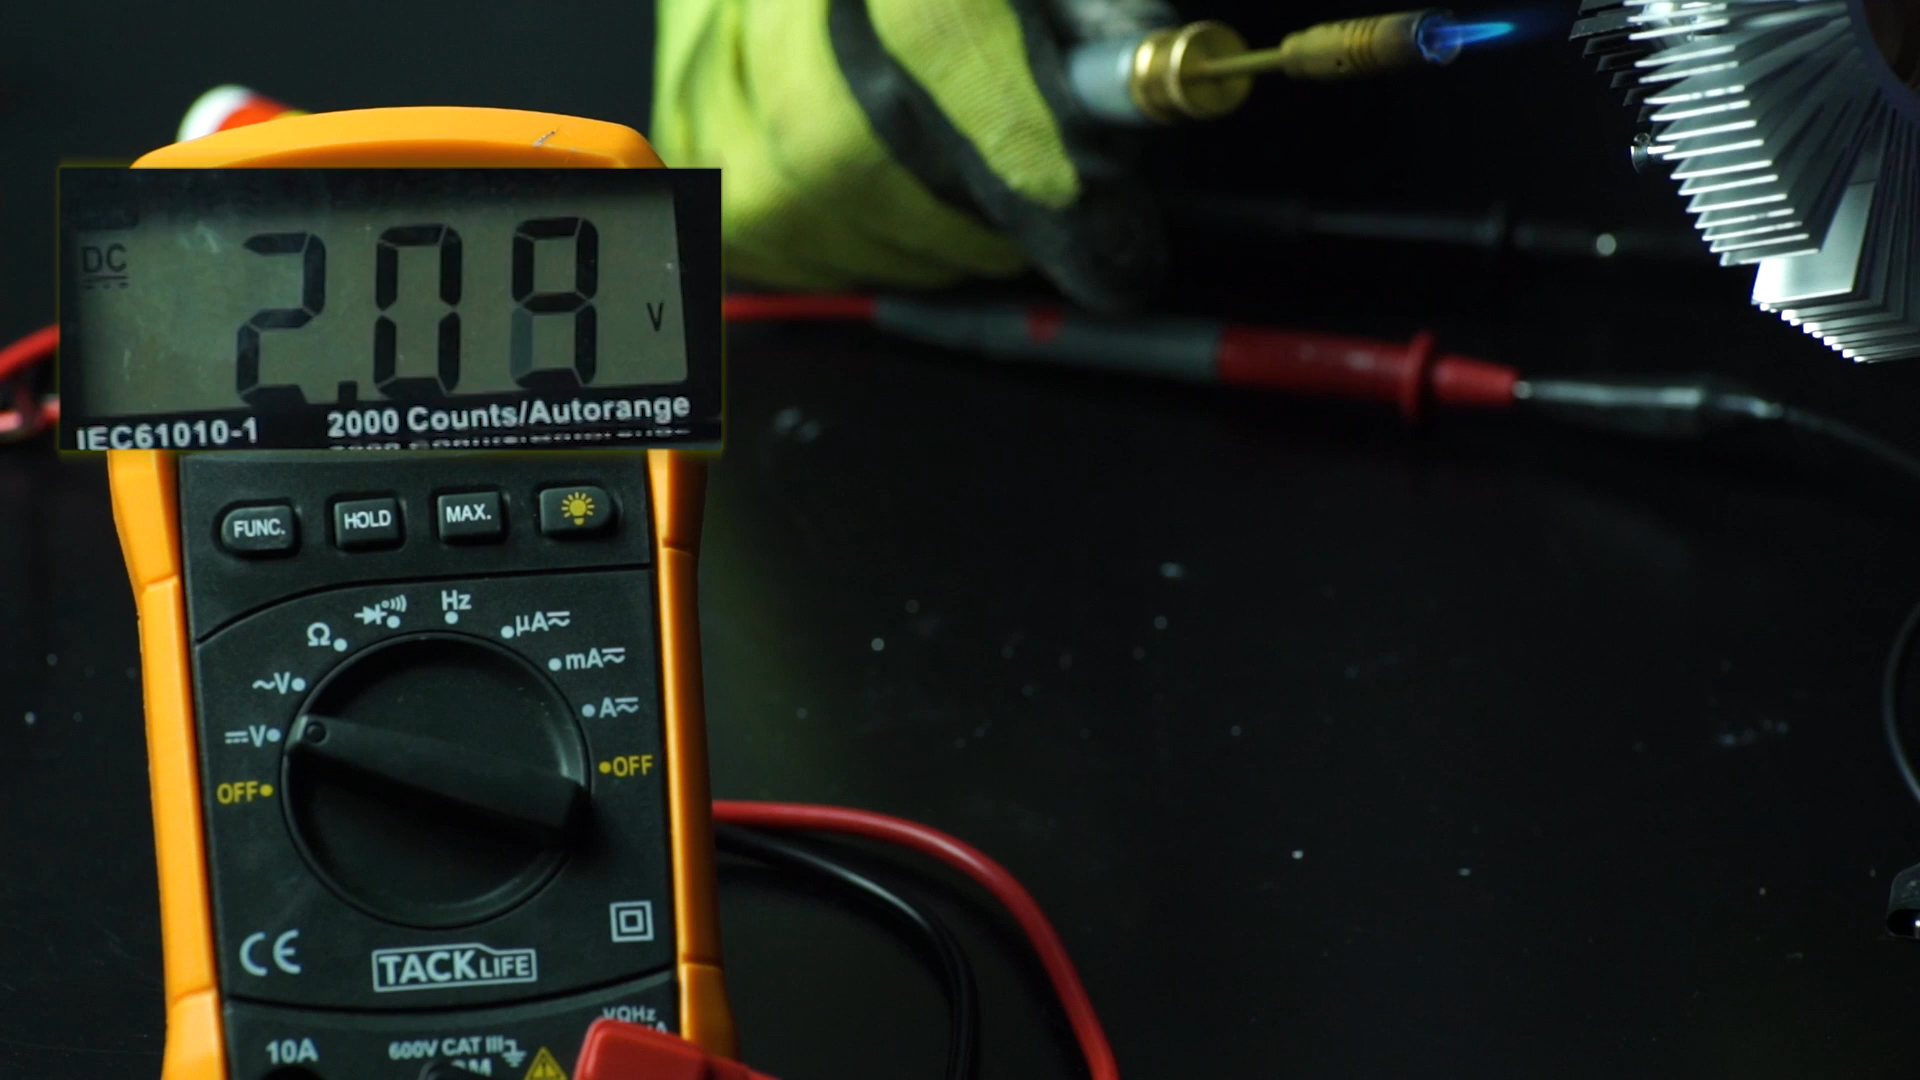 DC
2.08 V
IEC61010-1 2000 Counts/Autorange
FUNC. HOLD MAX.
Hz
Ω
µA
mA
~V
A
V
OFF
OFF
CE
TACKLIFE
VΩHz
10A
600V CAT III